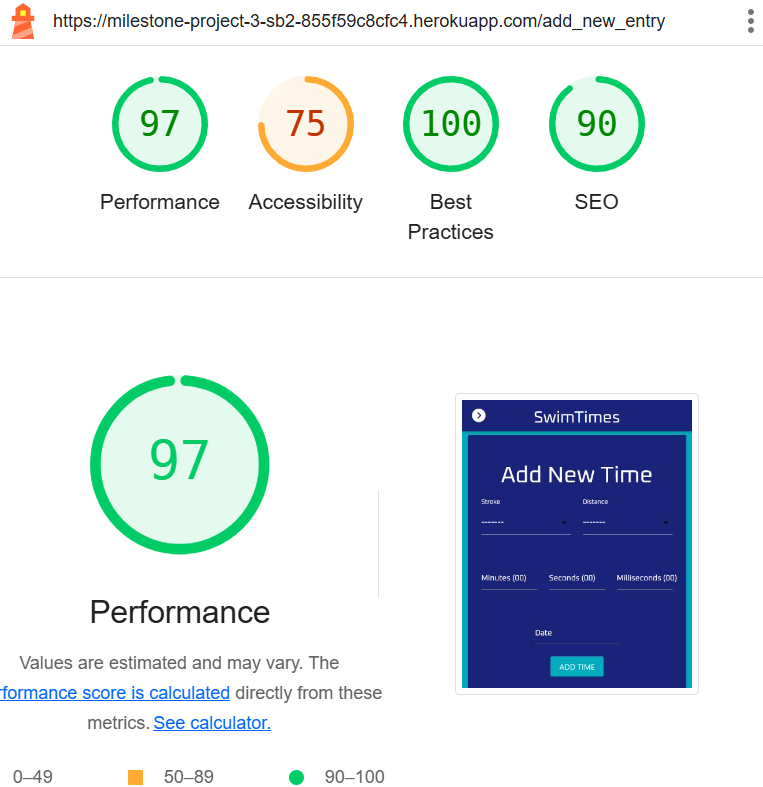 https://milestone-project-3-sb2-855f59c8cfc4.herokuapp.com/add_new_entry
97 75 100 90
Performance Accessibility Best Practices SEO
97
SwimTimes
Add New Time
Stroke Distance
------- -------
Minutes (00) Seconds (00) Milliseconds (00)
Date
ADD TIME
Performance
Values are estimated and may vary. The
rformance score is calculated directly from these
metrics. See calculator.
0–49 50–89 90–100